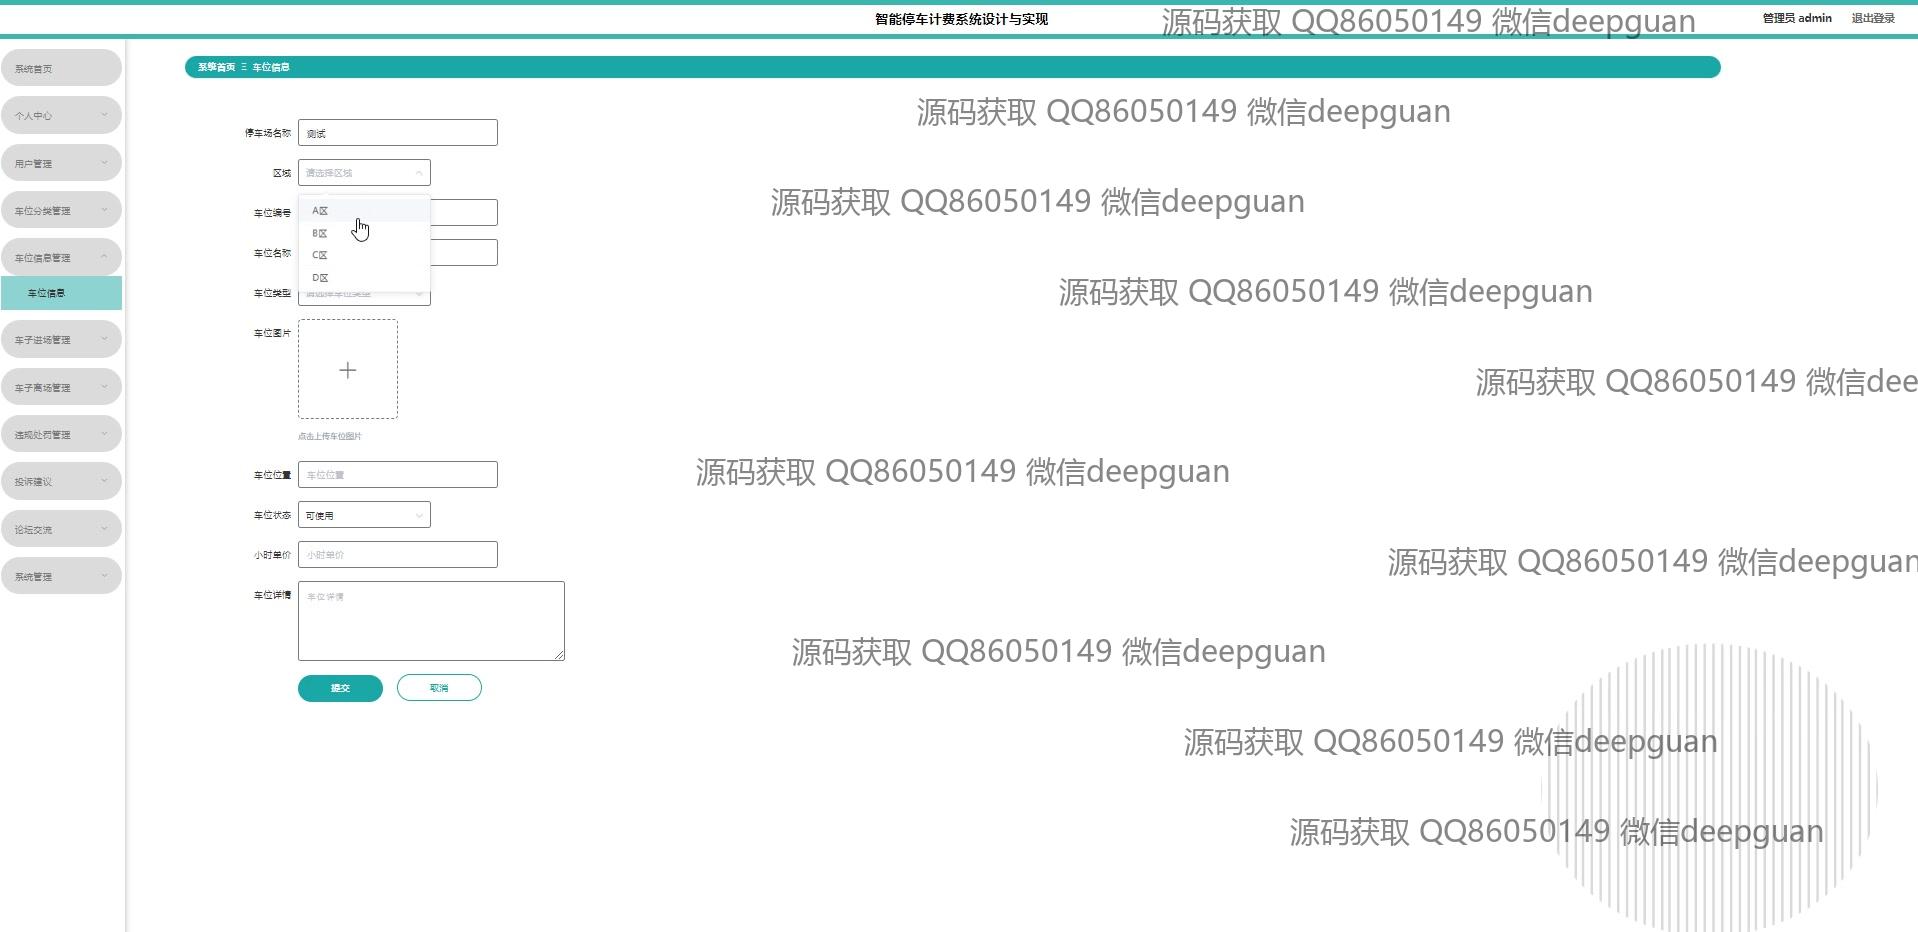 智能停车计费系统设计与实现
源码获取 QQ86050149 微信deepguan
管理员 admin
退出登录
系统首页
系统首页 Ξ 车位信息
个人中心
源码获取 QQ86050149 微信deepguan
停车场名称 测试
用户管理
区域 请选择区域
车位分类管理
车位编号
A区
源码获取 QQ86050149 微信deepguan
B区
车位名称
C区
车位信息管理
D区
车位信息
车位类型 请选择车位类型
源码获取 QQ86050149 微信deepguan
车位图片
车子进场管理
车子离场管理
源码获取 QQ86050149 微信dee
违规处罚管理
点击上传车位图片
投诉建议
车位位置 车位位置
源码获取 QQ86050149 微信deepguan
论坛交流
车位状态 可使用
小时单价 小时单价
源码获取 QQ86050149 微信deepguan
系统管理
车位详情 车位详情
源码获取 QQ86050149 微信deepguan
提交
取消
源码获取 QQ86050149 微信deepguan
源码获取 QQ86050149 微信deepguan